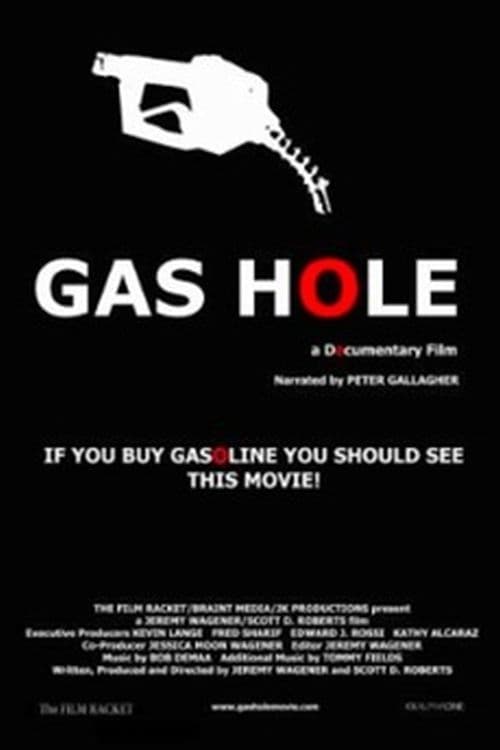 GAS HOLE
a Documentary Film
Narrated by PETER GALLAGHER
IF YOU BUY GASOLINE YOU SHOULD SEE
THIS MOVIE!
THE FILM RACKET/BRAINT MEDIA/JK PRODUCTIONS present
a JEREMY WAGENER/SCOTT D. ROBERTS film
Executive Producers KEVIN LANGE FRED SHARIF EDWARD J. ROSSI KATHY ALCARAZ
Co-Producer JESSICA MOON WAGENER Editor JEREMY WAGENER
Music by BOB DEMAA Additional Music by TOMMY FIELDS
Written, Produced and Directed by JEREMY WAGENER and SCOTT D. ROBERTS
The FILM RACKET www.gasholemovie.com